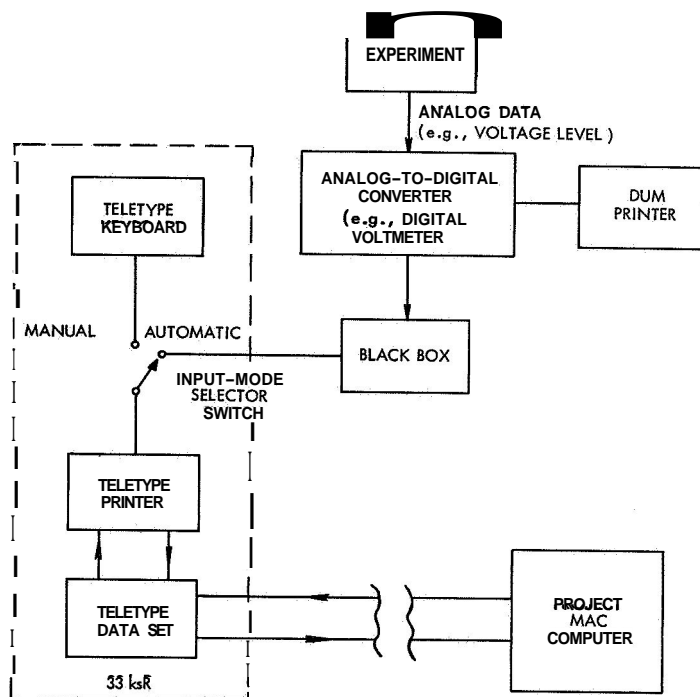 EXPERIMENT
ANALOG DATA
(e.g., VOLTAGE LEVEL)
ANALOG-TO-DIGITAL
CONVERTER
(e.g., DIGITAL
VOLTMETER
DUM
PRINTER
TELETYPE
KEYBOARD
MANUAL
AUTOMATIC
BLACK BOX
INPUT-MODE
SELECTOR
SWITCH
TELETYPE
PRINTER
TELETYPE
DATA SET
PROJECT
MAC
COMPUTER
33 ksR